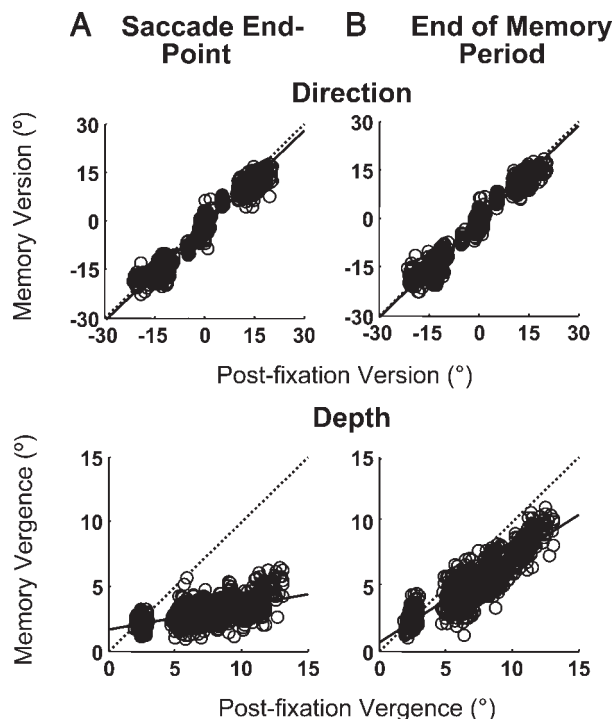 A Saccade End-Point
B End of Memory Period
Direction
Memory Version (°)
30
15
0
-15
-30
-30 -15 0 15 30
30
15
0
-15
-30
-30 -15 0 15 30
Post-fixation Version (°)
Depth
Memory Vergence (°)
15
10
5
0
0 5 10 15
15
10
5
0
0 5 10 15
Post-fixation Vergence (°)